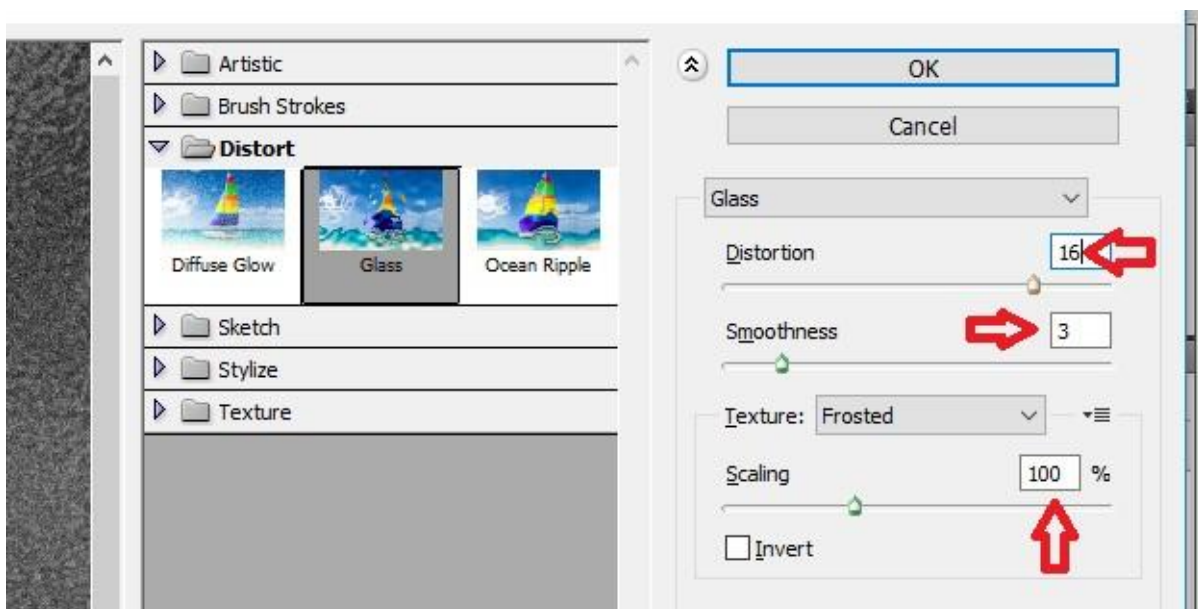 Artistic
Brush Strokes
Distort
Diffuse Glow
Glass
Ocean Ripple
Sketch
Stylize
Texture
OK
Cancel
Glass
Distortion 16
Smoothness 3
Texture: Frosted
Scaling 100 %
Invert